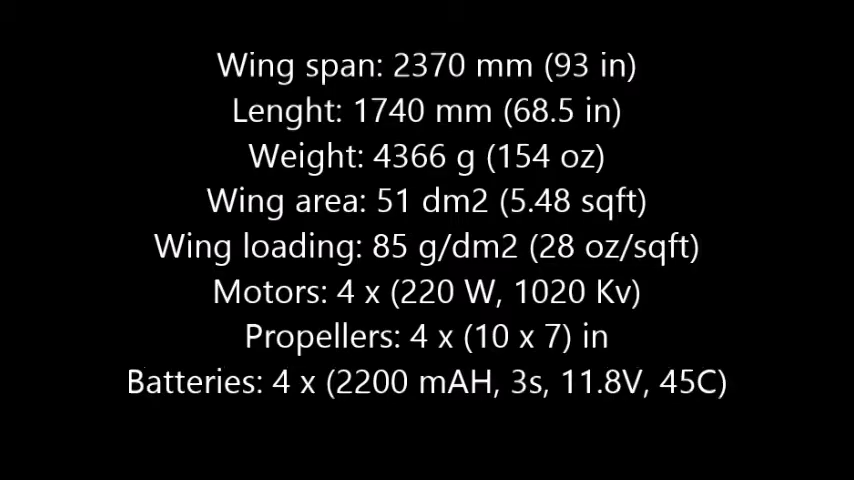 Wing span: 2370 mm (93 in)
Lenght: 1740 mm (68.5 in)
Weight: 4366 g (154 oz)
Wing area: 51 dm2 (5.48 sqft)
Wing loading: 85 g/dm2 (28 oz/sqft)
Motors: 4 x (220 W, 1020 Kv)
Propellers: 4 x (10 x 7) in
Batteries: 4 x (2200 mAH, 3s, 11.8V, 45C)